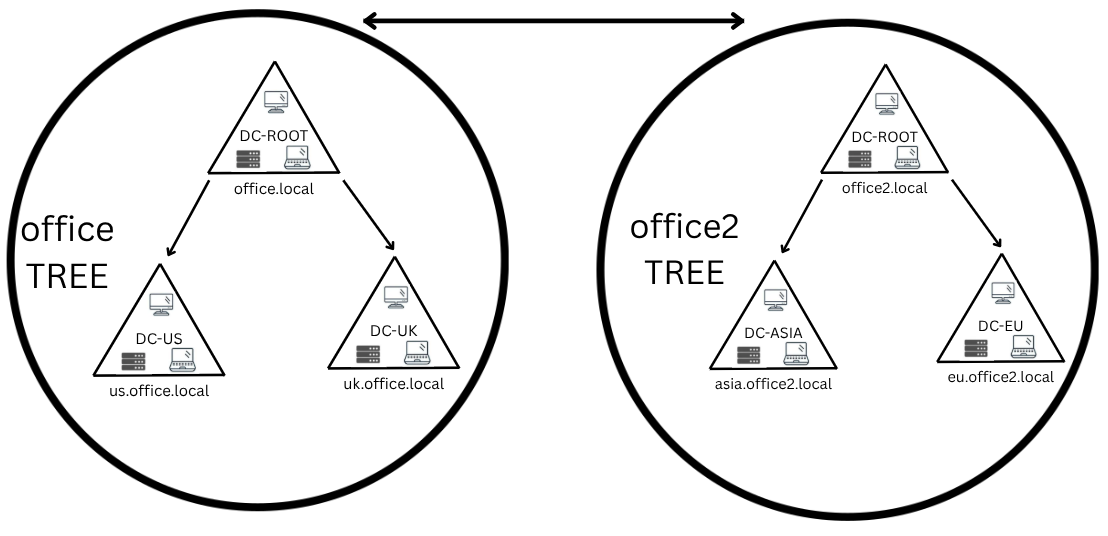 office
TREE
DC-ROOT
office.local
DC-US
us.office.local
DC-UK
uk.office.local
office2
TREE
DC-ROOT
office2.local
DC-ASIA
asia.office2.local
DC-EU
eu.office2.local